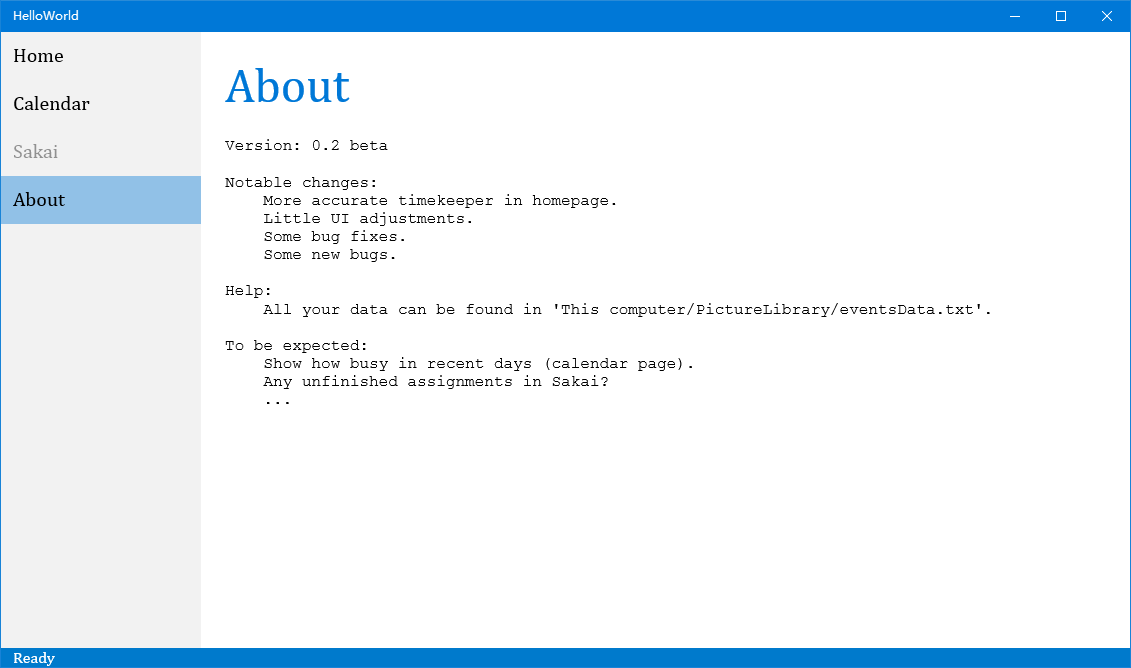 HelloWorld
Home
Calendar
Sakai
About
About
Version: 0.2 beta
Notable changes:
More accurate timekeeper in homepage.
Little UI adjustments.
Some bug fixes.
Some new bugs.
Help:
All your data can be found in 'This computer/PictureLibrary/eventsData.txt'.
To be expected:
Show how busy in recent days (calendar page).
Any unfinished assignments in Sakai?
...
Ready